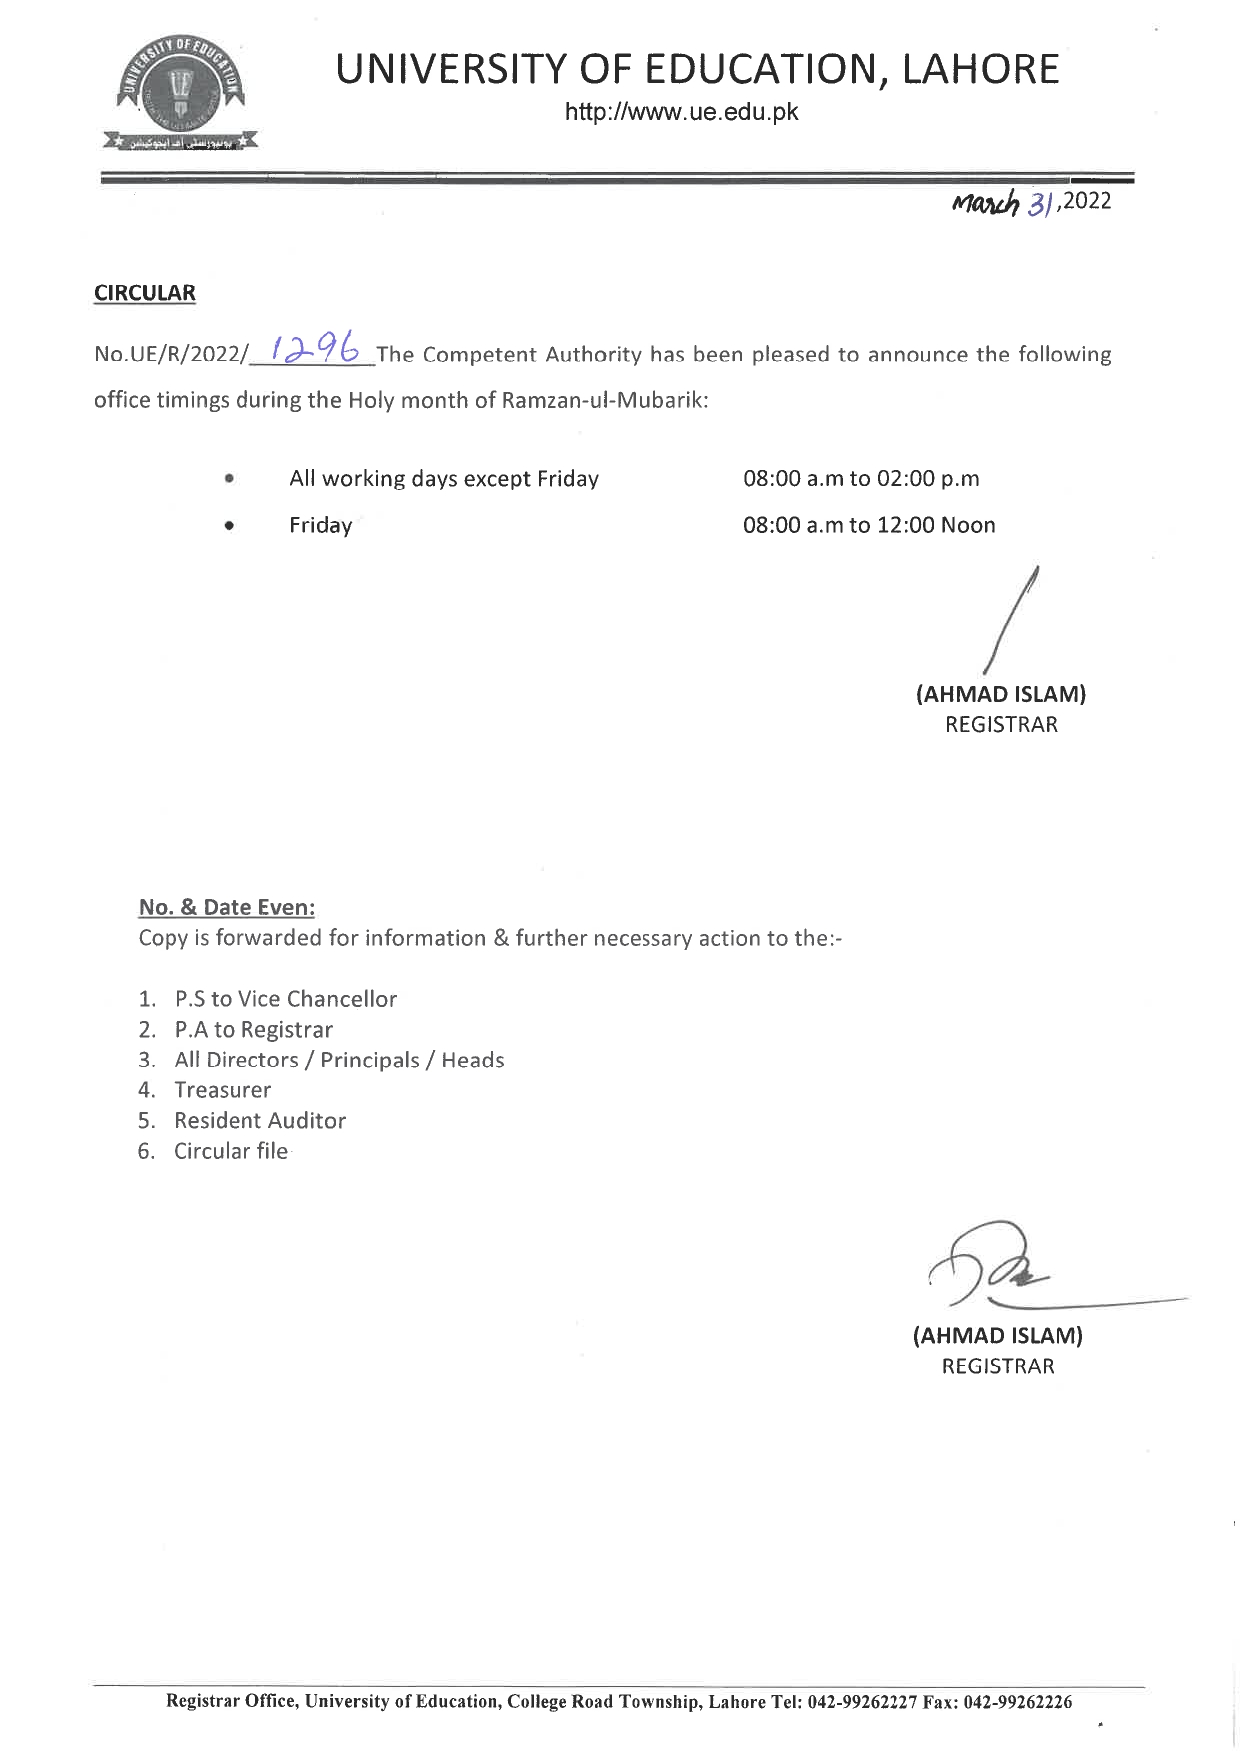 UNIVERSITY OF EDUCATION
UE
یونیورسٹی آف ایجوکیشن
UNIVERSITY OF EDUCATION, LAHORE
http://www.ue.edu.pk
March 31,2022
CIRCULAR
No.UE/R/2022/ 1296 The Competent Authority has been pleased to announce the following
office timings during the Holy month of Ramzan-ul-Mubarik:
• All working days except Friday 08:00 a.m to 02:00 p.m
• Friday 08:00 a.m to 12:00 Noon
(AHMAD ISLAM)
REGISTRAR
No. & Date Even:
Copy is forwarded for information & further necessary action to the:-
1. P.S to Vice Chancellor
2. P.A to Registrar
3. All Directors / Principals / Heads
4. Treasurer
5. Resident Auditor
6. Circular file
(AHMAD ISLAM)
REGISTRAR
Registrar Office, University of Education, College Road Township, Lahore Tel: 042-99262227 Fax: 042-99262226